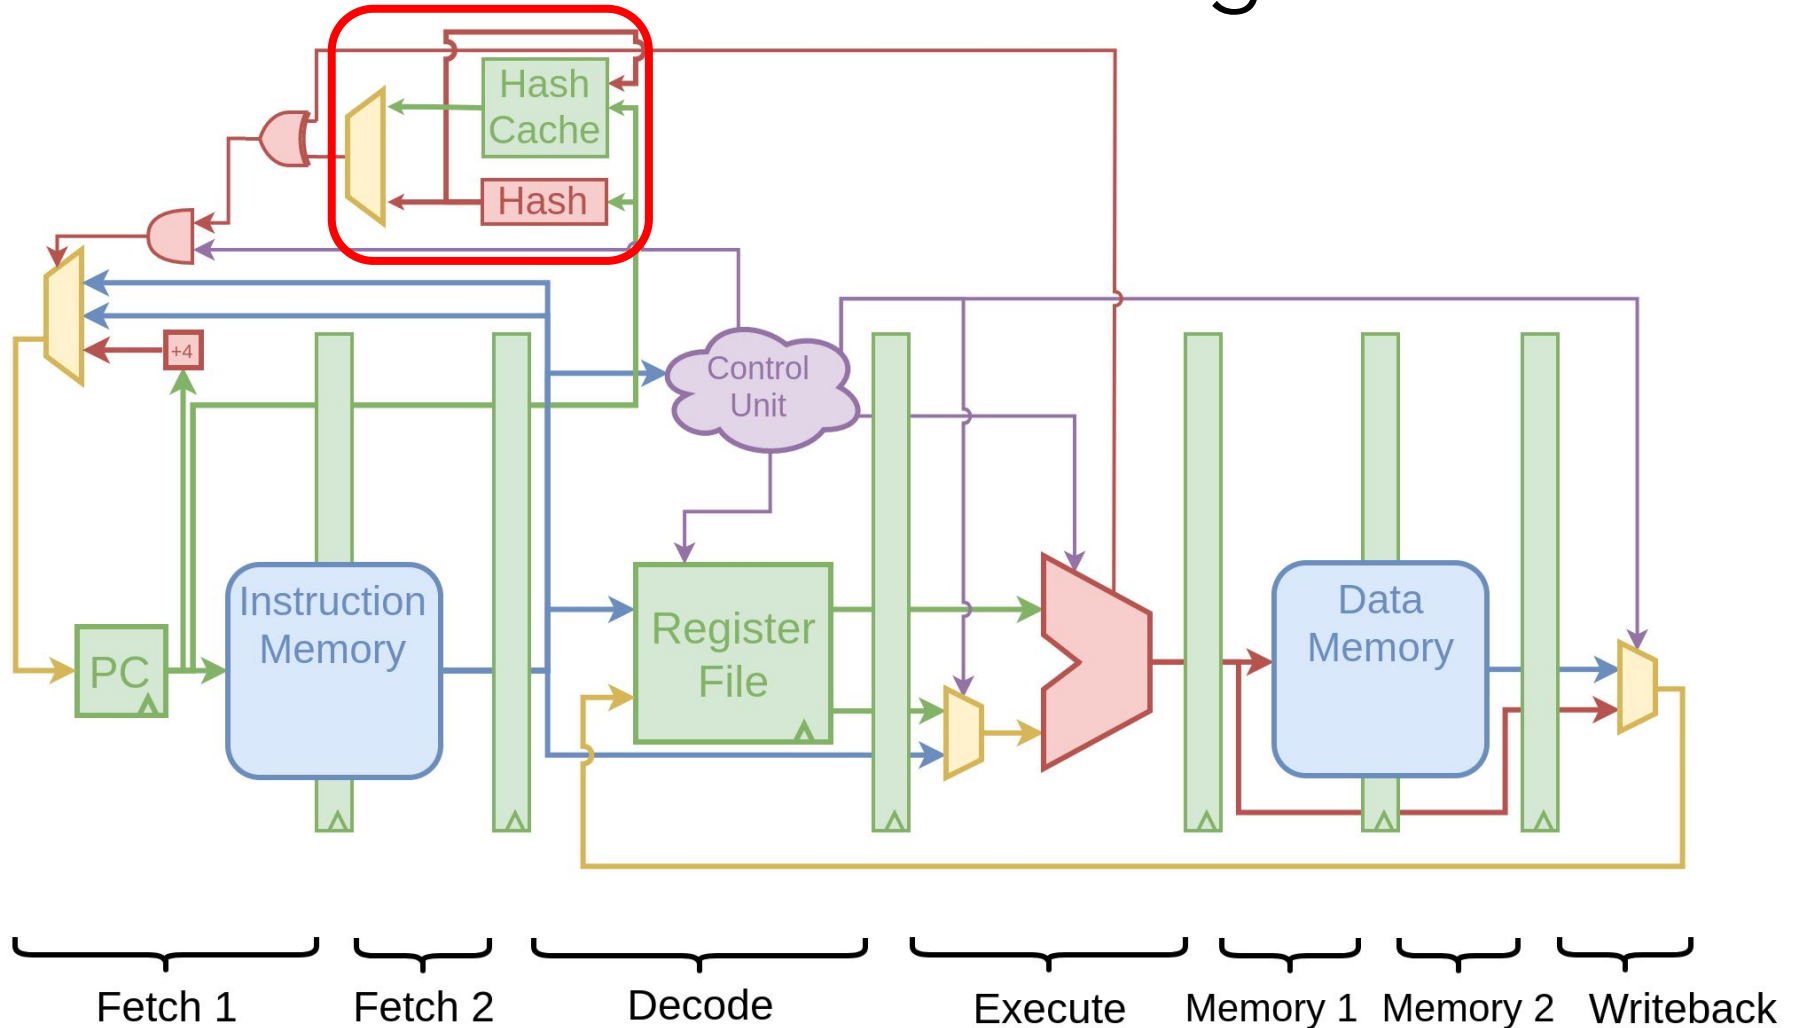 Hash
Cache
Hash
+4
Control
Unit
Instruction
Memory
Register
File
Data
Memory
PC
Fetch 1
Fetch 2
Decode
Execute
Memory 1
Memory 2
Writeback